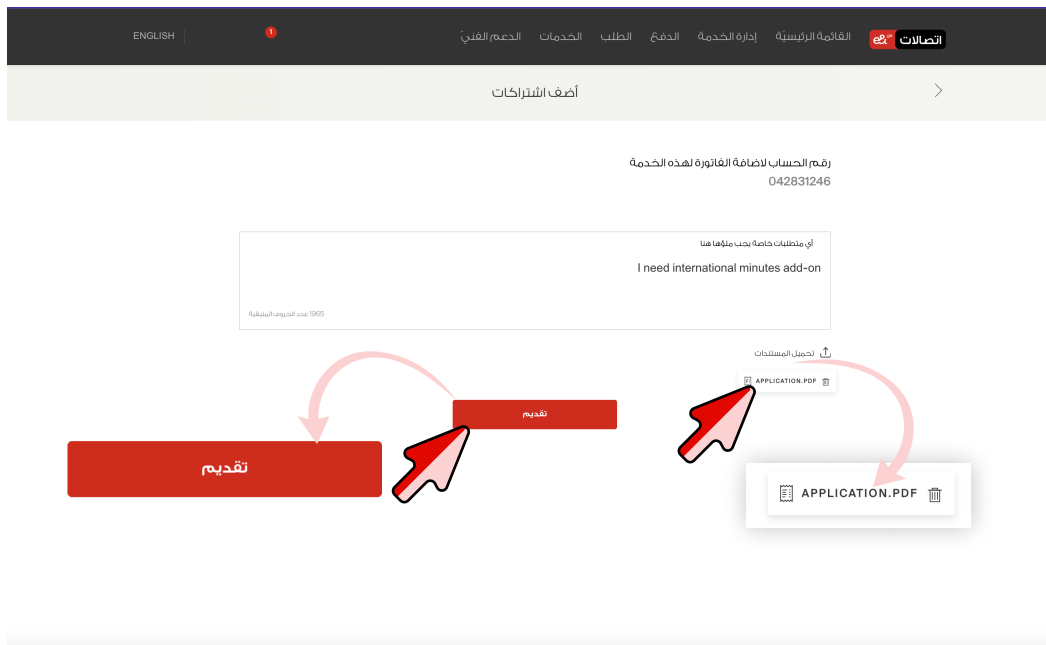 اتصالات من e&
القائمة الرئيسيّة إدارة الخدمة الدفع الطلب الخدمات الدعم الفنيّ 1 ENGLISH
أضف اشتراكات
رقم الحساب لاضافة الفاتورة لهذه الخدمة
042831246
أي متطلبات خاصة يجب ملؤها هنا
I need international minutes add-on
1965 عدد الحروف المتبقية
تحميل المستندات
APPLICATION.PDF
تقديم
تقديم
APPLICATION.PDF